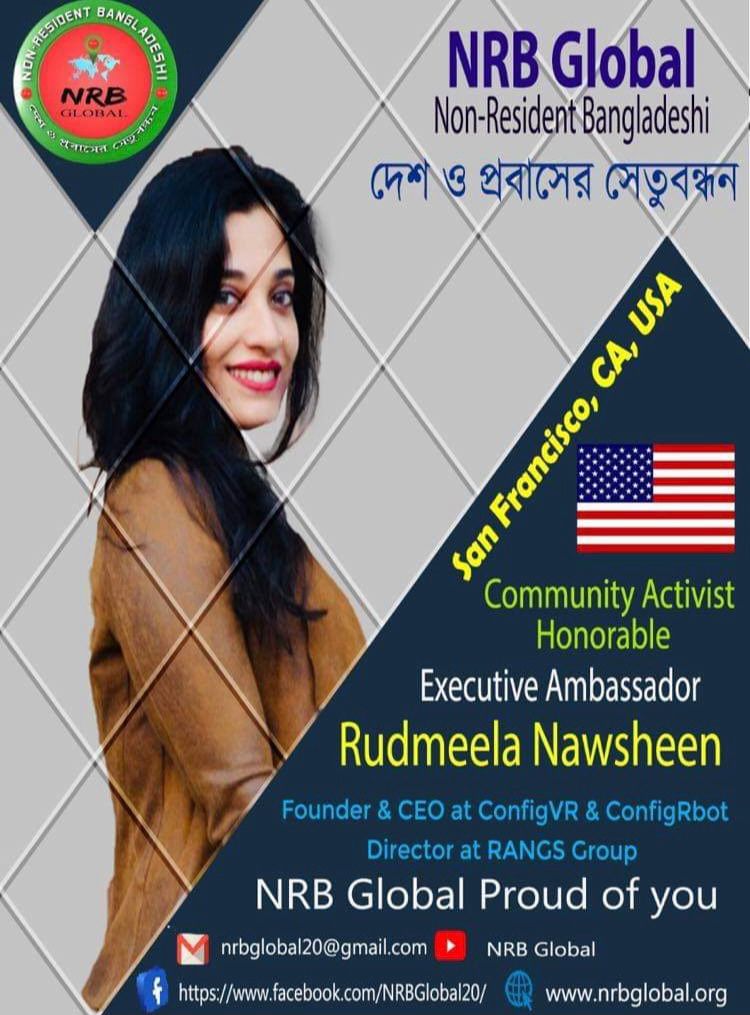 NON-RESIDENT BANGLADESHI
NRB
GLOBAL
দেশ ও প্রবাসের সেতুবন্ধন
NRB Global
Non-Resident Bangladeshi
দেশ ও প্রবাসের সেতুবন্ধন
San Francisco, CA, USA
Community Activist
Honorable
Executive Ambassador
Rudmeela Nawsheen
Founder & CEO at ConfigVR & ConfigRbot
Director at RANGS Group
NRB Global Proud of you
nrbglobal20@gmail.com NRB Global
https://www.facebook.com/NRBGlobal20/ www.nrbglobal.org